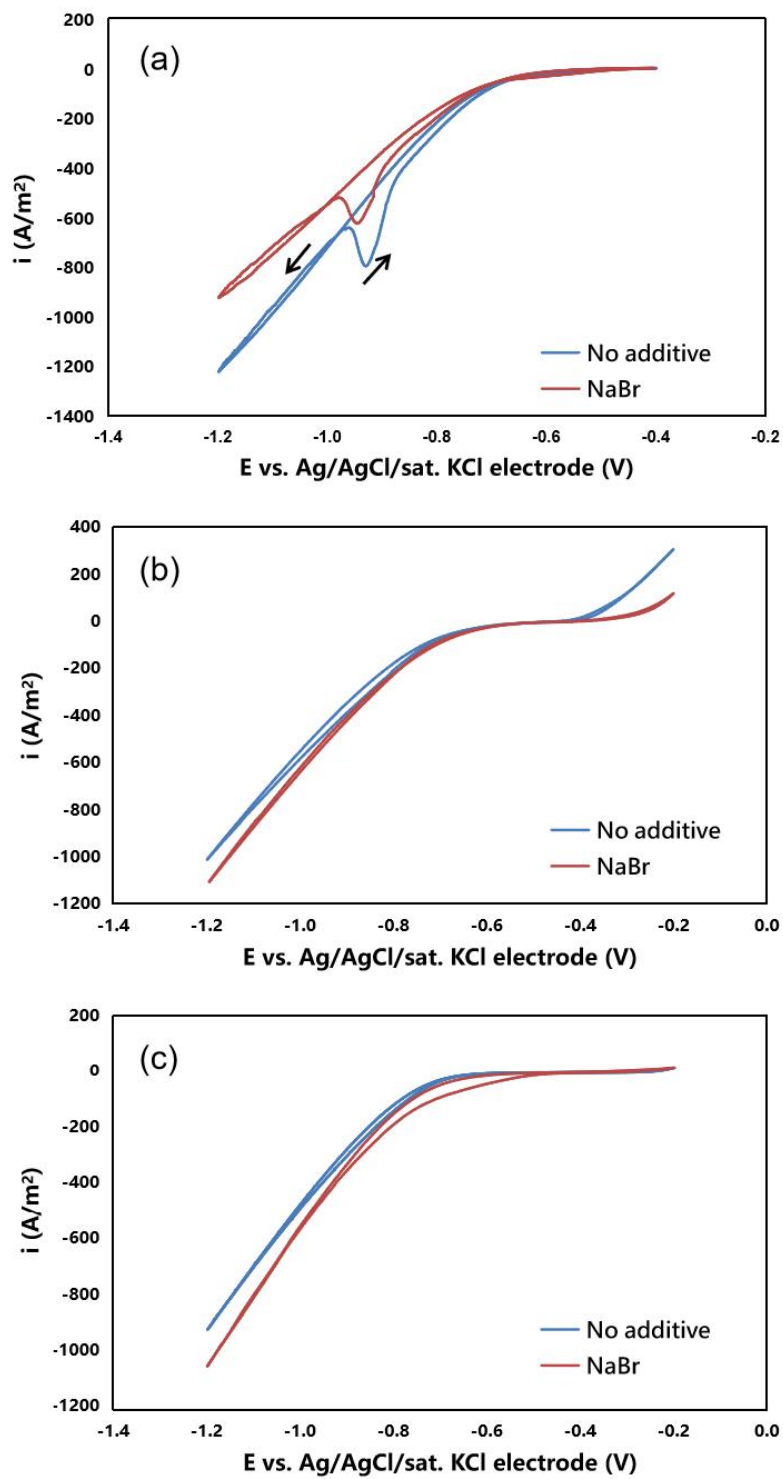 (a)
200
0
-200
-400
-600
-800
-1000
-1200
-1400
i (A/m²)
No additive
NaBr
-1.4 -1.2 -1.0 -0.8 -0.6 -0.4 -0.2
E vs. Ag/AgCl/sat. KCl electrode (V)
(b)
400
200
0
-200
-400
-600
-800
-1000
-1200
i (A/m²)
No additive
NaBr
-1.4 -1.2 -1.0 -0.8 -0.6 -0.4 -0.2 0.0
E vs. Ag/AgCl/sat. KCl electrode (V)
(c)
200
0
-200
-400
-600
-800
-1000
-1200
i (A/m²)
No additive
NaBr
-1.4 -1.2 -1.0 -0.8 -0.6 -0.4 -0.2 0.0
E vs. Ag/AgCl/sat. KCl electrode (V)